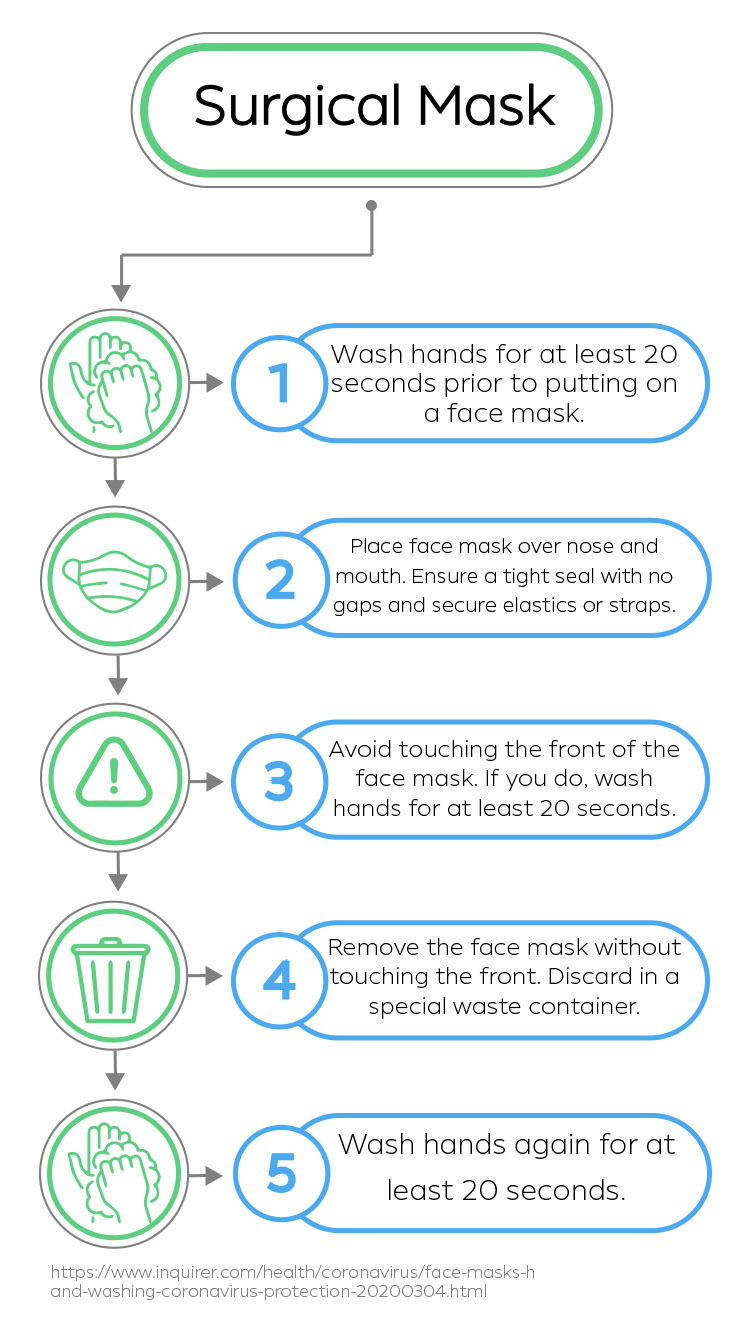 Surgical Mask
1
Wash hands for at least 20
seconds prior to putting on
a face mask.
2
Place face mask over nose and
mouth. Ensure a tight seal with no
gaps and secure elastics or straps.
3
Avoid touching the front of the
face mask. If you do, wash
hands for at least 20 seconds.
4
Remove the face mask without
touching the front. Discard in a
special waste container.
5
Wash hands again for at
least 20 seconds.
https://www.inquirer.com/health/coronavirus/face-masks-h
and-washing-coronavirus-protection-20200304.html